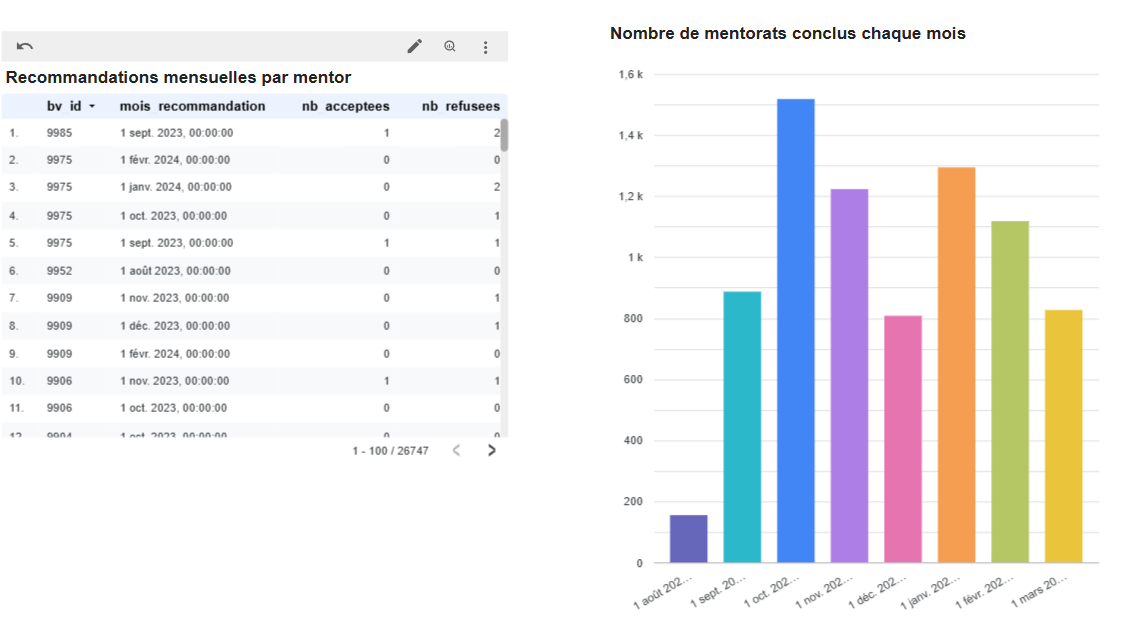 Recommandations mensuelles par mentor
bv_id mois_recommandation nb_acceptees nb_refusees
1. 9985 1 sept. 2023, 00:00:00 1 2
2. 9975 1 févr. 2024, 00:00:00 0 0
3. 9975 1 janv. 2024, 00:00:00 0 2
4. 9975 1 oct. 2023, 00:00:00 0 1
5. 9975 1 sept. 2023, 00:00:00 1 1
6. 9952 1 août 2023, 00:00:00 0 0
7. 9909 1 nov. 2023, 00:00:00 0 1
8. 9909 1 déc. 2023, 00:00:00 0 1
9. 9909 1 févr. 2024, 00:00:00 0 0
10. 9906 1 nov. 2023, 00:00:00 1 1
11. 9906 1 oct. 2023, 00:00:00 0 0
12. 9904 1 oct. 2023, 00:00:00 0 0
1 - 100 / 26747
Nombre de mentorats conclus chaque mois
1,6 k
1,4 k
1,2 k
1 k
800
600
400
200
0
1 août 202… 1 sept. 20… 1 oct. 202… 1 nov. 202… 1 déc. 202… 1 janv. 202… 1 févr. 202… 1 mars 20…